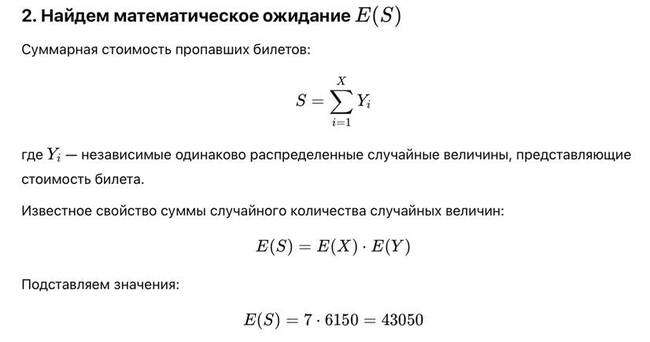 2. Найдем математическое ожидание E(S)
Суммарная стоимость пропавших билетов:
S = \sum_{i=1}^{X} Y_i
где Y_i — независимые одинаково распределенные случайные величины, представляющие
стоимость билета.
Известное свойство суммы случайного количества случайных величин:
E(S) = E(X) · E(Y)
Подставляем значения:
E(S) = 7 · 6150 = 43050